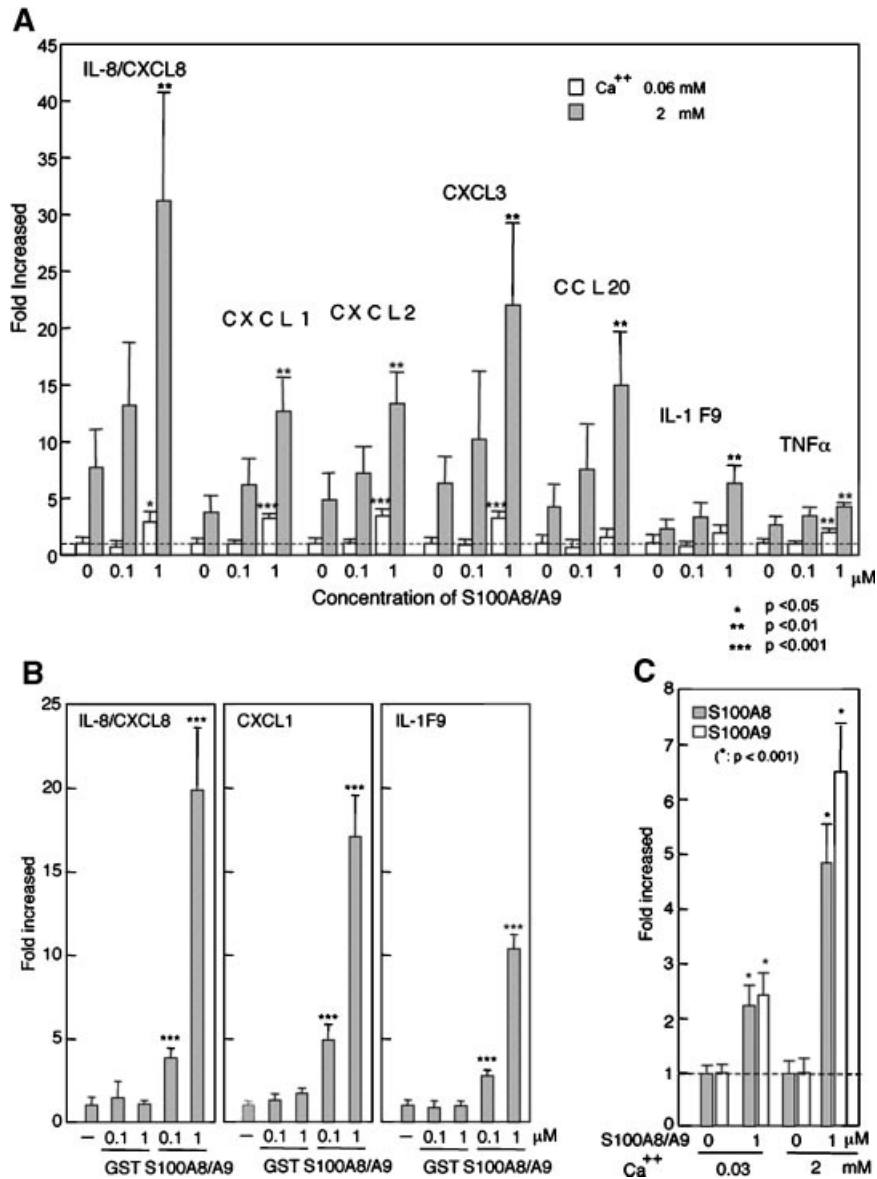 A
45
40
35
30
25
20
15
10
5
0
Fold Increased
IL-8/CXCL8
CXCL1
CXCL2
CXCL3
CCL20
IL-1 F9
TNFα
Ca++ 0.06 mM
2 mM
** 
* 
*** ** 
*** ** 
*** ** 
** 
** 
** **
0 0.1 1 0 0.1 1 0 0.1 1 0 0.1 1 0 0.1 1 0 0.1 1 0 0.1 1 μM
Concentration of S100A8/A9
* p <0.05
** p <0.01
*** p <0.001
B
25
20
15
10
5
0
Fold increased
IL-8/CXCL8
*** ***
CXCL1
*** ***
IL-1F9
*** ***
– 0.1 1 0.1 1 – 0.1 1 0.1 1 μM – 0.1 1 0.1 1
GST S100A8/A9 GST S100A8/A9 GST S100A8/A9
C
8
7
6
5
4
3
2
1
0
Fold increased
S100A8
S100A9
(*: p < 0.001)
* * * *
S100A8/A9 0 1 0 1 μM
Ca++ 0.03 2 mM